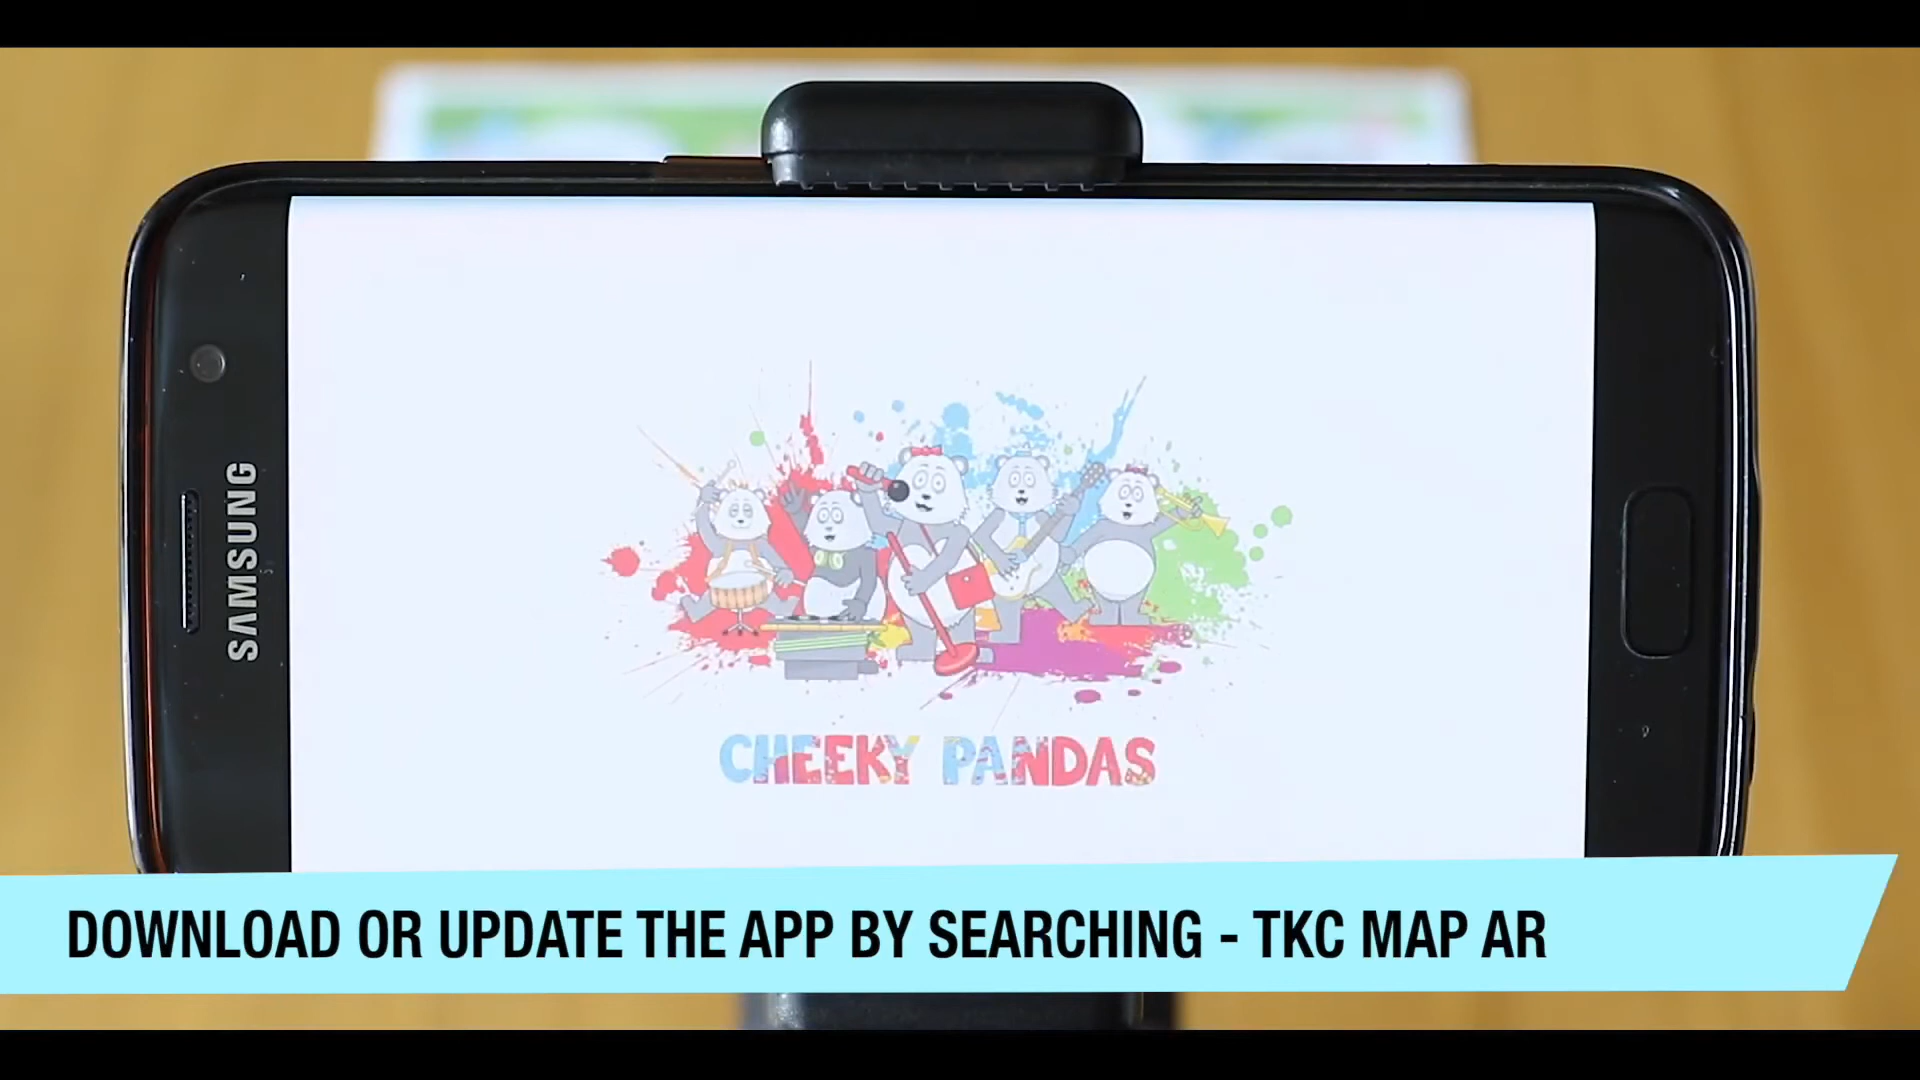 SAMSUNG
CHEEKY PANDAS
DOWNLOAD OR UPDATE THE APP BY SEARCHING - TKC MAP AR